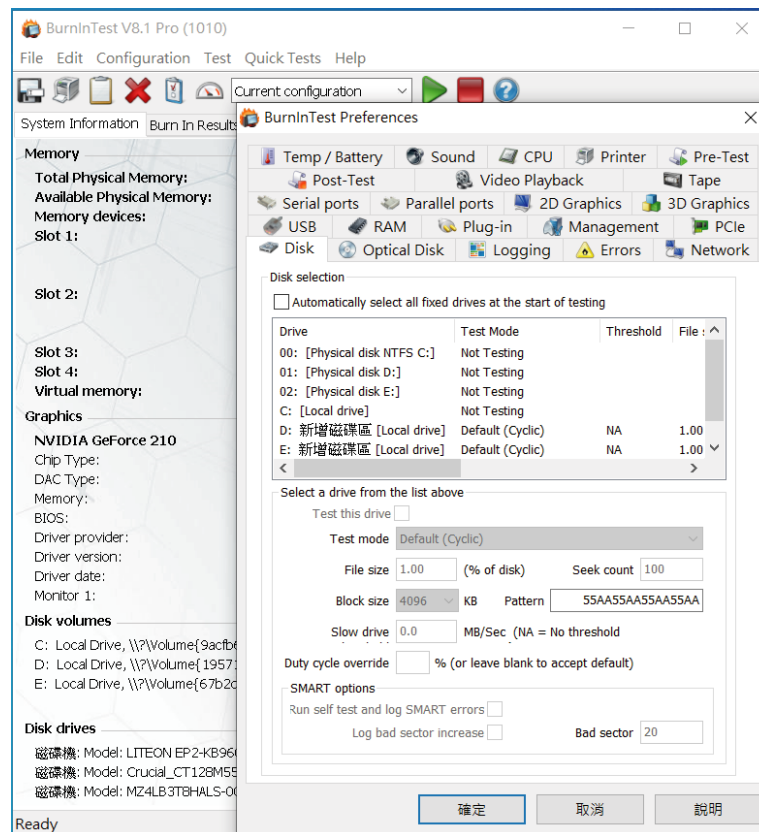 BurnInTest V8.1 Pro (1010)
File Edit Configuration Test Quick Tests Help
Current configuration
System Information Burn In Results
Memory
Total Physical Memory:
Available Physical Memory:
Memory devices:
Slot 1:
Slot 2:
Slot 3:
Slot 4:
Virtual memory:
Graphics
NVIDIA GeForce 210
Chip Type:
DAC Type:
Memory:
BIOS:
Driver provider:
Driver version:
Driver date:
Monitor 1:
Disk volumes
C: Local Drive, \\?\Volume{9acfb
D: Local Drive, \\?\Volume{1957
E: Local Drive, \\?\Volume{67b2
Disk drives
磁碟機: Model: LITEON EP2-KB96
磁碟機: Model: Crucial_CT128M55
磁碟機: Model: MZ4LB3T8HALS-0
Ready
BurnInTest Preferences
Temp / Battery Sound CPU Printer Pre-Test
Post-Test Video Playback Tape
Serial ports Parallel ports 2D Graphics 3D Graphics
USB RAM Plug-in Management PCIe
Disk Optical Disk Logging Errors Network
Disk selection
Automatically select all fixed drives at the start of testing
Drive Test Mode Threshold File
00: [Physical disk NTFS C:] Not Testing
01: [Physical disk D:] Not Testing
02: [Physical disk E:] Not Testing
C: [Local drive] Not Testing
D: 新增磁碟區 [Local drive] Default (Cyclic) NA 1.00
E: 新增磁碟區 [Local drive] Default (Cyclic) NA 1.00
Select a drive from the list above
Test this drive
Test mode Default (Cyclic)
File size 1.00 (% of disk) Seek count 100
Block size 4096 KB Pattern 55AA55AA55AA55AA
Slow drive 0.0 MB/Sec (NA = No threshold
Duty cycle override % (or leave blank to accept default)
SMART options
Run self test and log SMART errors
Log bad sector increase Bad sector 20
確定 取消 說明